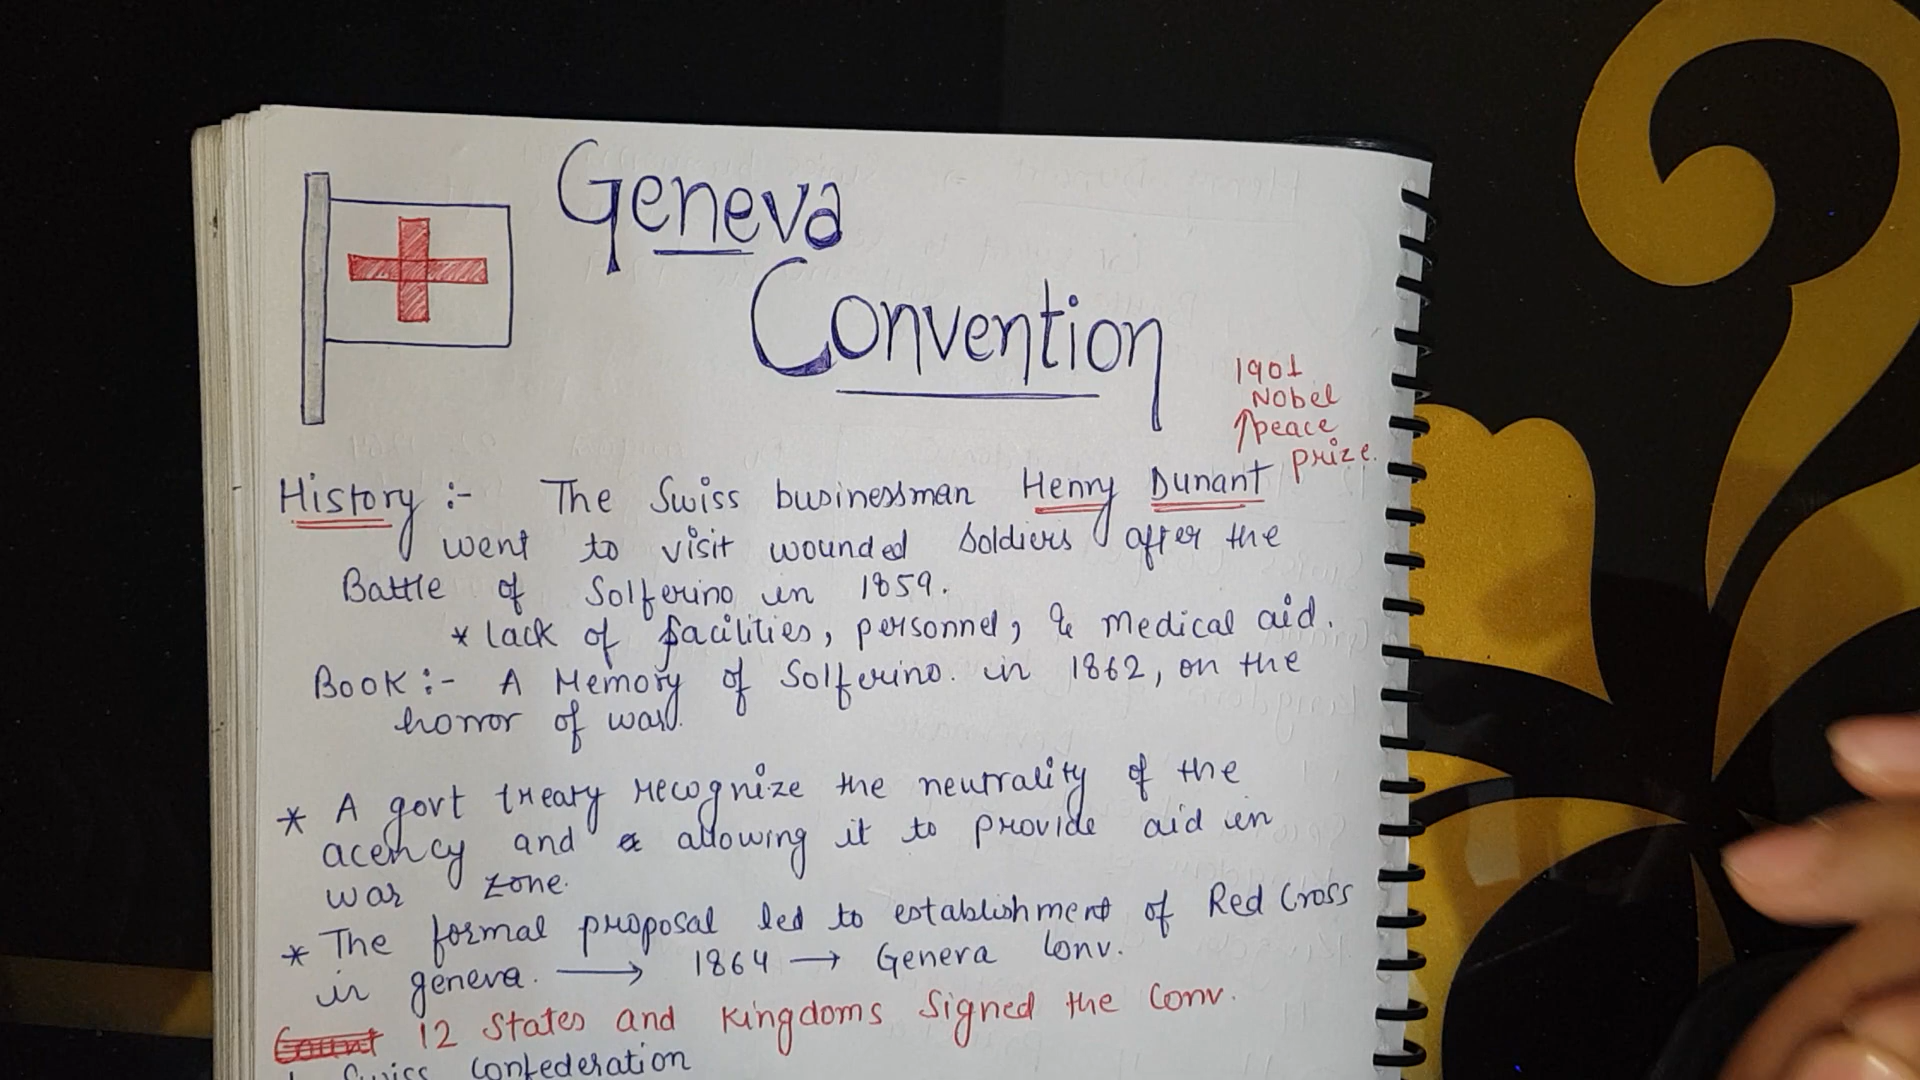 Geneva
Convention
1901
Nobel
↑peace
prize.
History :- The Swiss businessman Henry Dunant
went to visit wounded soldiers after the
Battle of Solferino in 1859.
* lack of facilities, personnel, & medical aid.
Book :- A Memory of Solferino. in 1862, on the
horror of war.
* A govt treaty recognize the neutrality of the
acency and allowing it to provide aid in
war zone.
* The formal proposal led to establishment of Red Cross
in geneva. → 1864 → Geneva Conv.
12 States and Kingdoms Signed the Conv.
Swiss Confederation